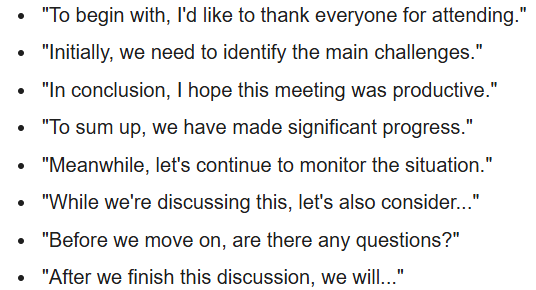 • "To begin with, I'd like to thank everyone for attending."
• "Initially, we need to identify the main challenges."
• "In conclusion, I hope this meeting was productive."
• "To sum up, we have made significant progress."
• "Meanwhile, let's continue to monitor the situation."
• "While we're discussing this, let's also consider..."
• "Before we move on, are there any questions?"
• "After we finish this discussion, we will..."